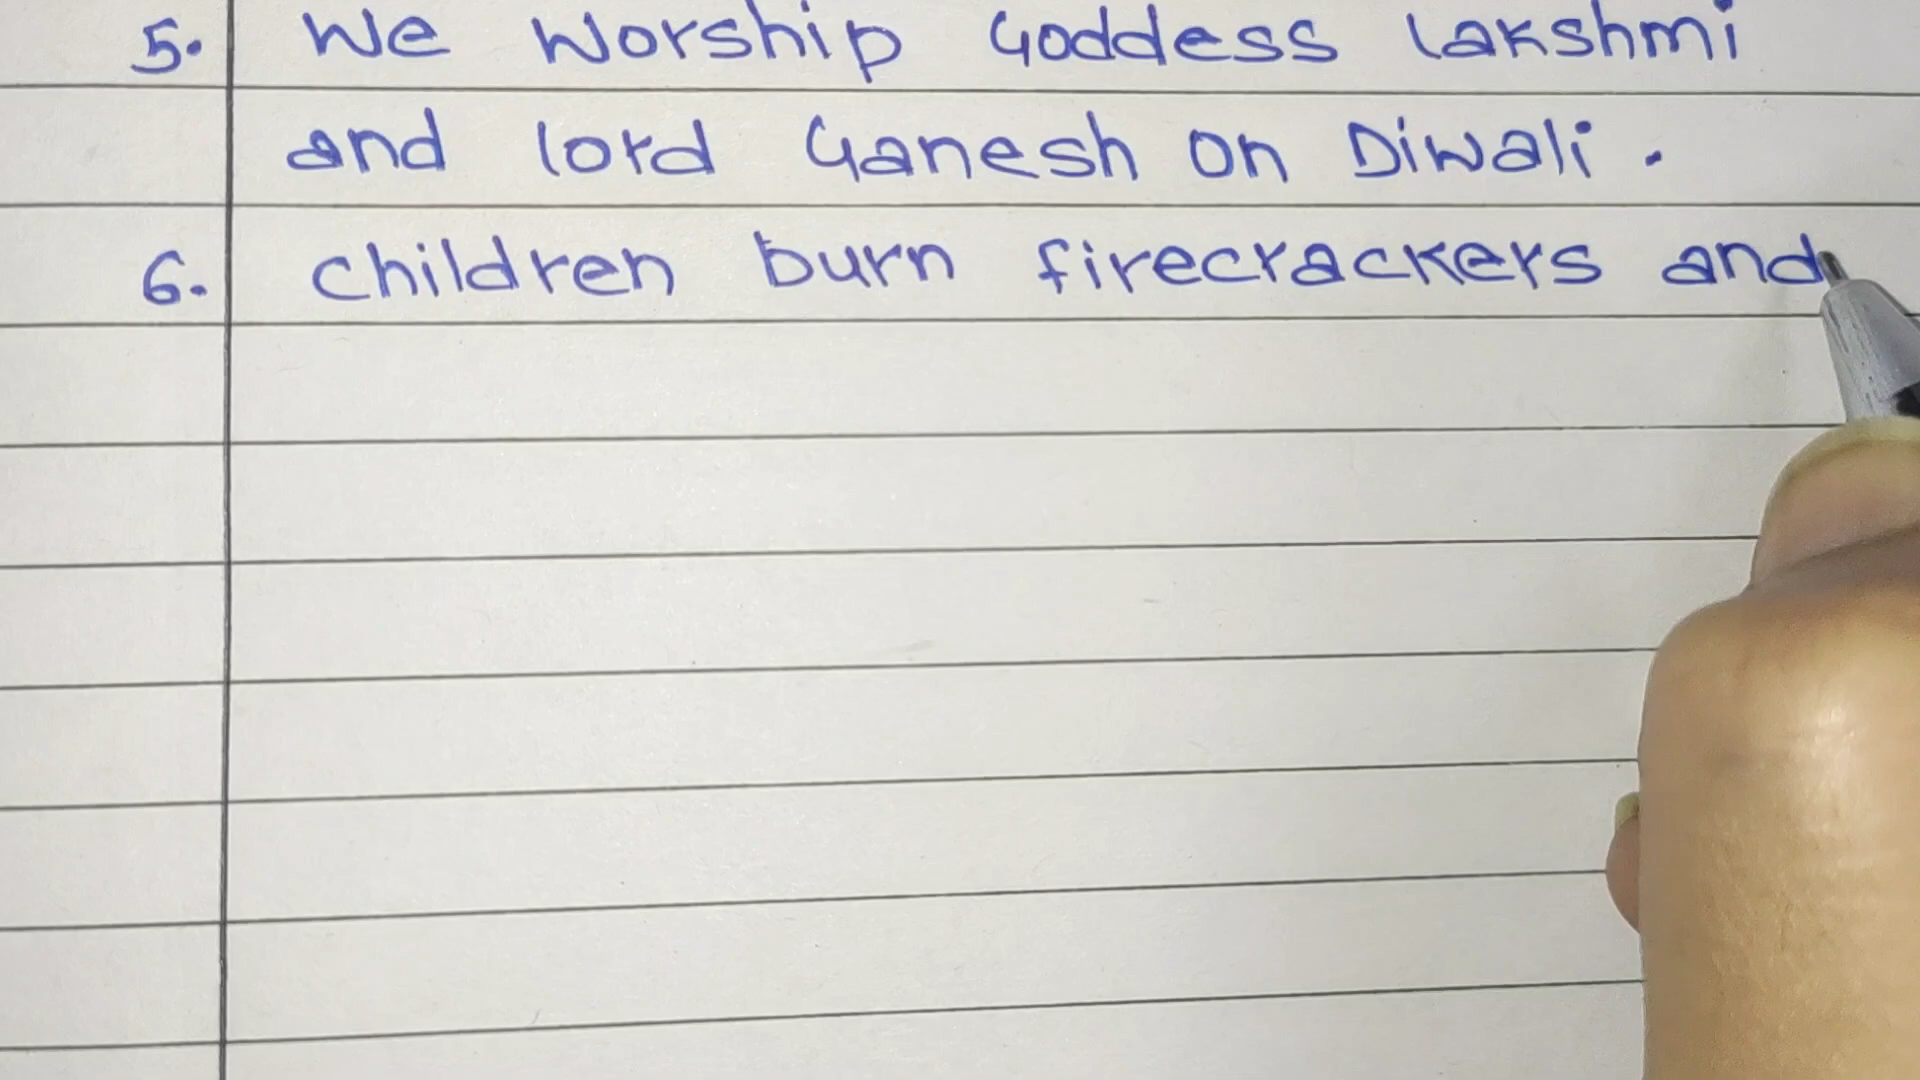 5. We Worship Goddess Lakshmi
and lord Ganesh on Diwali.
6. Children burn firecrackers and